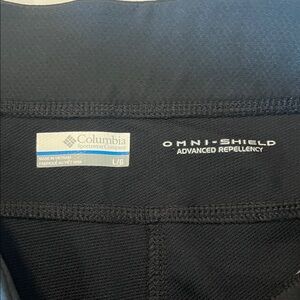 Columbia
Sportswear Company
MADE IN VIETNAM
L/G
OMNI-SHIELD
ADVANCED REPELLENCY